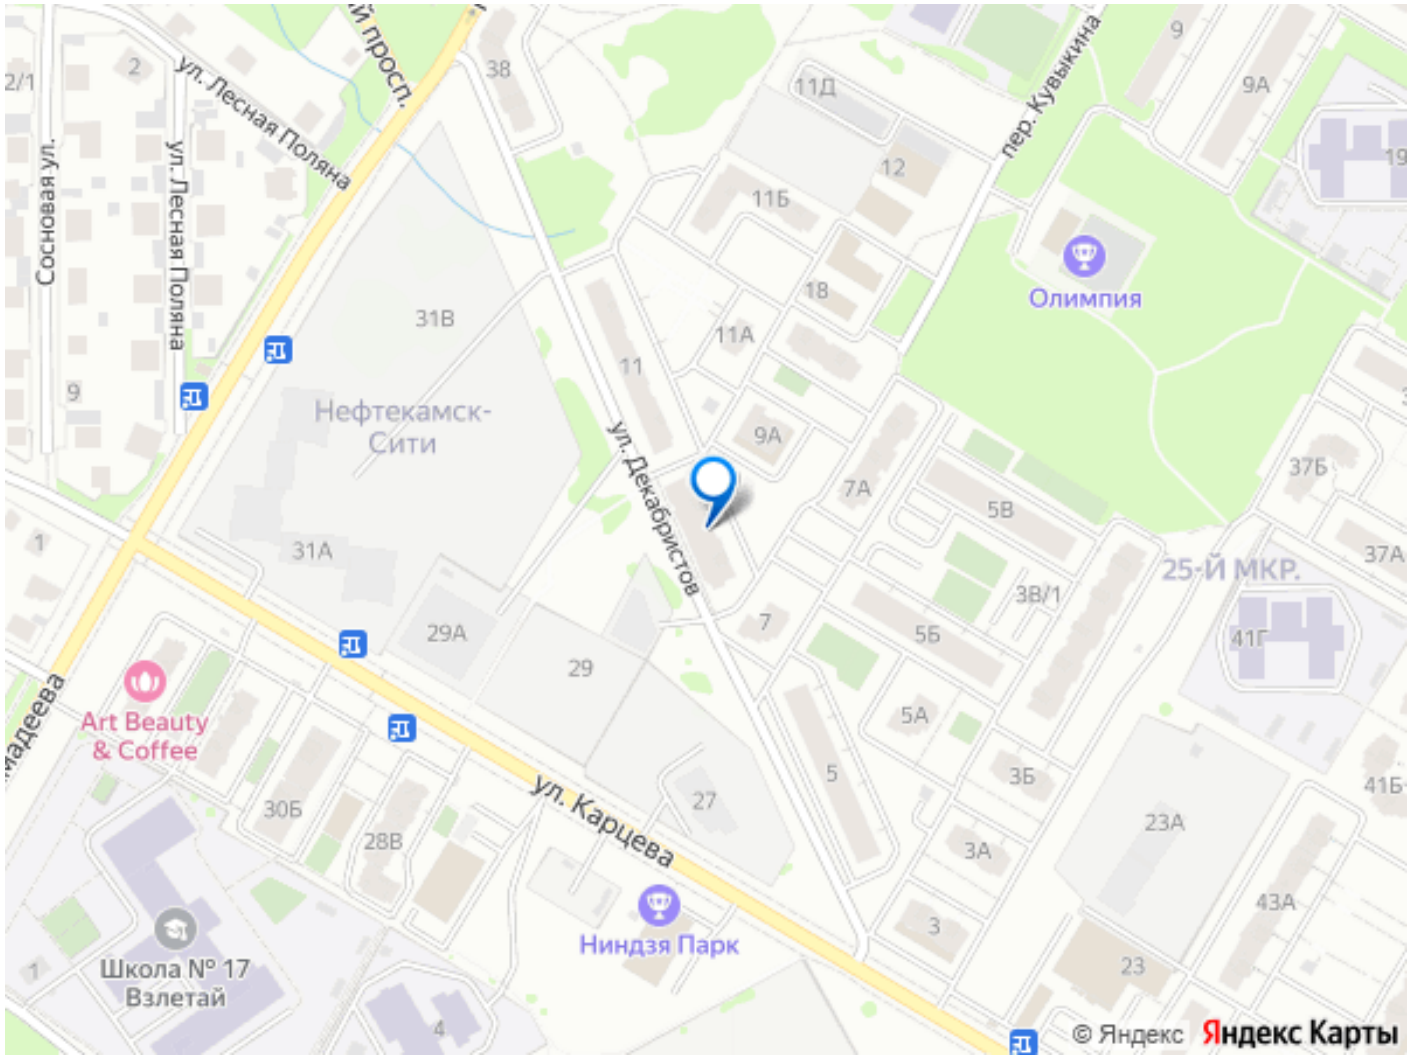 38
й просп.
2/1
2
ул. Лесная Поляна
ул. Лесная Поляна
Сосновая ул.
9
11Д
12
11Б
пер. Кувыкина
9
9А
19
Олимпия
18
11А
31В
11
Нефтекамск-
Сити
9А
ул. Декабристов
7А
5В
37Б
37А
25-Й МКР.
3В/1
41Г
31А
1
29А
29
7
5Б
5А
Art Beauty
& Coffee
мадеева
30Б
28В
ул. Карцева
27
5
3Б
3А
23А
41Б
43А
3
23
Ниндзя Парк
Школа № 17
Взлетай
1
4
© Яндекс Яндекс Карты